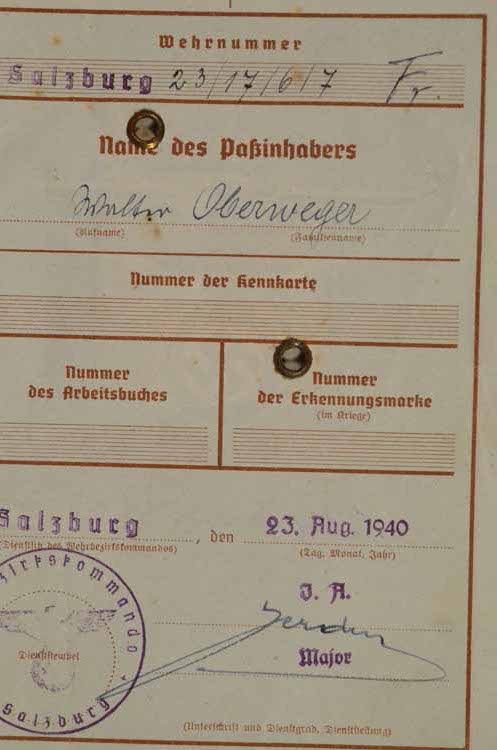 Wehrnummer
Salzburg 23/17/6/7 Fr.
Name des Paßinhabers
Walter Oberweger
(Rufname) (Familienname)
Nummer der Kennkarte
Nummer des Arbeitsbuches
Nummer der Erkennungsmarke
(im Kriege)
Salzburg, den 23. Aug. 1940
(Dienstsitz des Wehrbezirkskommandos) (Tag, Monat, Jahr)
J. A.
zirkskommando
Dienststempel
Salzburg
Major
(Unterschrift und Dienstgrad, Dienststellung)